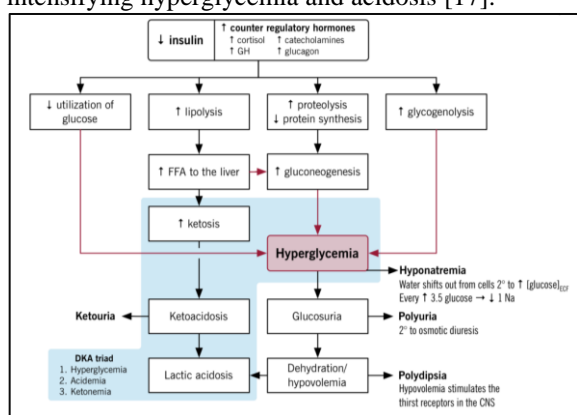 intensifying hyperglycemia and acidosis [17].
↓ insulin
↑ counter regulatory hormones
↑ cortisol ↑ catecholamines
↑ GH ↑ glucagon
↓ utilization of
glucose
↑ lipolysis
↑ proteolysis
↓ protein synthesis
↑ glycogenolysis
↑ FFA to the liver
↑ gluconeogenesis
↑ ketosis
Hyperglycemia
Hyponatremia
Water shifts out from cells 2° to ↑ [glucose]ECF
Every ↑ 3.5 glucose → ↓ 1 Na
Ketouria
Ketoacidosis
Glucosuria
Polyuria
2° to osmotic diuresis
DKA triad
1. Hyperglycemia
2. Acidemia
3. Ketonemia
Lactic acidosis
Dehydration/
hypovolemia
Polydipsia
Hypovolemia stimulates the
thirst receptors in the CNS